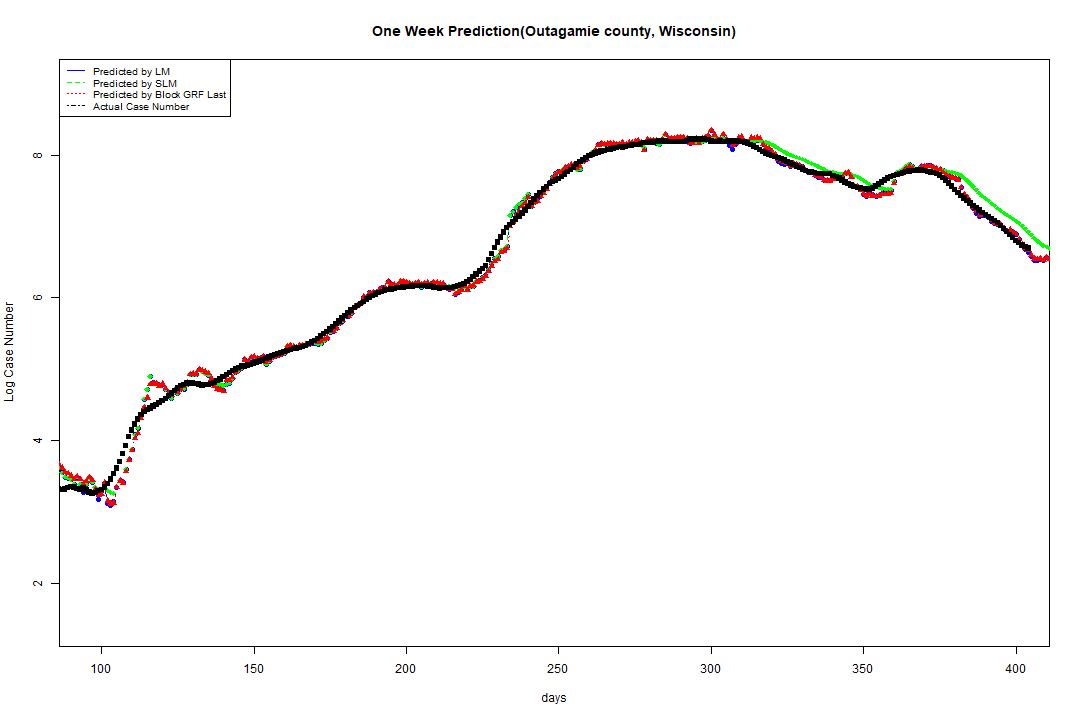 One Week Prediction(Outagamie county, Wisconsin)
Predicted by LM
Predicted by SLM
Predicted by Block GRF Last
Actual Case Number
8
6
4
2
Log Case Number
100 150 200 250 300 350 400
days